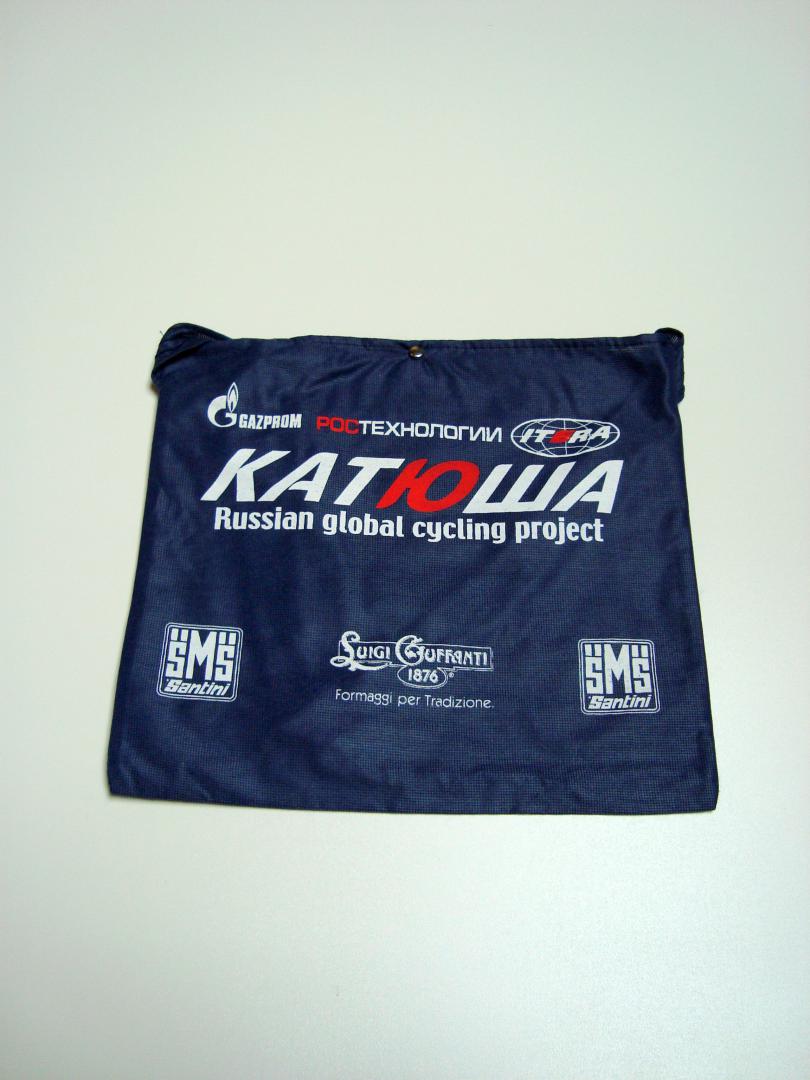 GAZPROM РОСТЕХНОЛОГИИ ITERA
КАТЮША
Russian global cycling project
SMS Santini
LUIGI GUFFANTI
1876
Formaggi per Tradizione.
SMS Santini